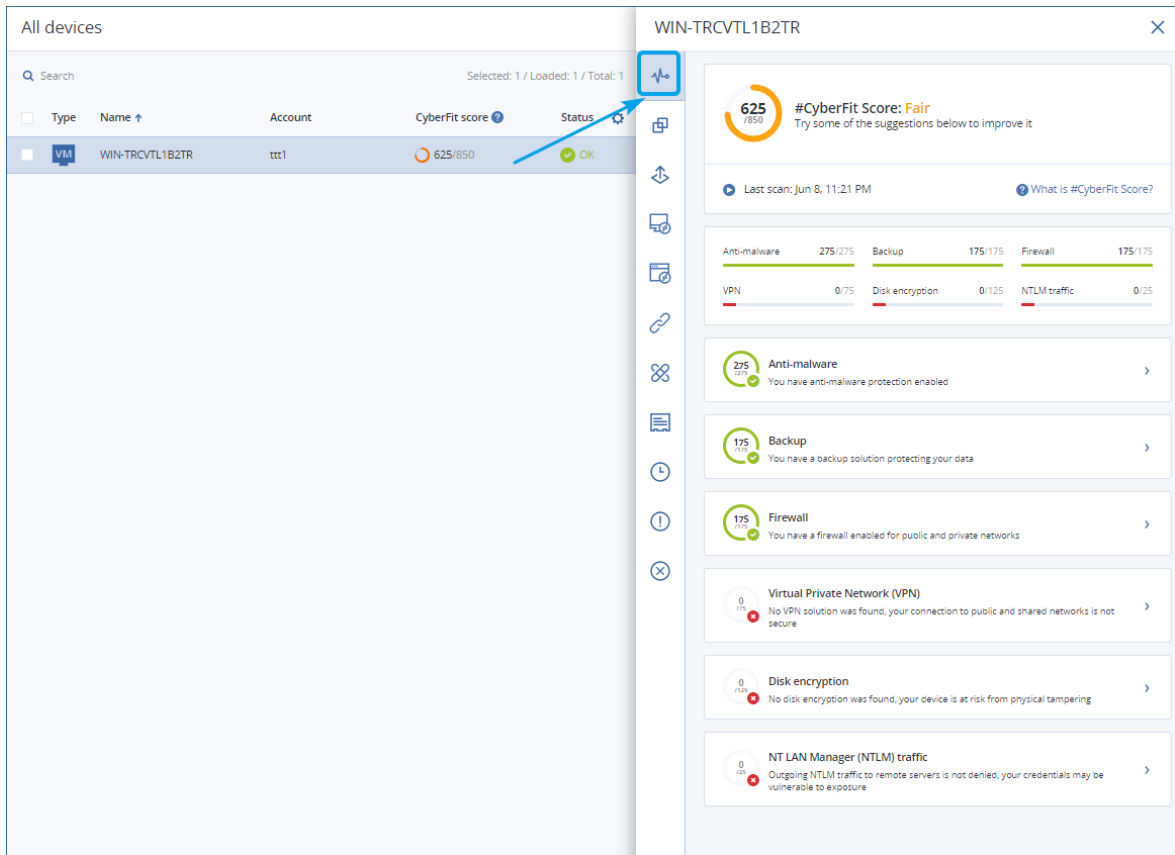 All devices
Search
Selected: 1 / Loaded: 1 / Total: 1
Type Name Account CyberFit score ? Status
VM WIN-TRCVTL1B2TR ttt1 625/850 OK
WIN-TRCVTL1B2TR
625
/850
#CyberFit Score: Fair
Try some of the suggestions below to improve it
Last scan: Jun 8, 11:21 PM
? What is #CyberFit Score?
Anti-malware 275/275 Backup 175/175 Firewall 175/175
VPN 0/75 Disk encryption 0/125 NTLM traffic 0/25
275
/275
Anti-malware
You have anti-malware protection enabled
175
/175
Backup
You have a backup solution protecting your data
175
/175
Firewall
You have a firewall enabled for public and private networks
0
/75
Virtual Private Network (VPN)
No VPN solution was found, your connection to public and shared networks is not
secure
0
/125
Disk encryption
No disk encryption was found, your device is at risk from physical tampering
0
/25
NT LAN Manager (NTLM) traffic
Outgoing NTLM traffic to remote servers is not denied, your credentials may be
vulnerable to exposure